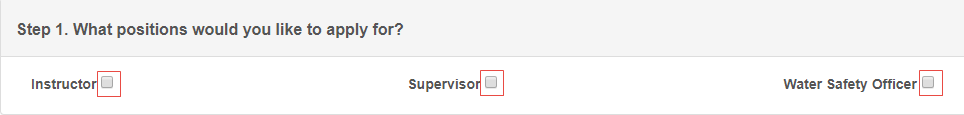 Step 1. What positions would you like to apply for?
Instructor Supervisor Water Safety Officer